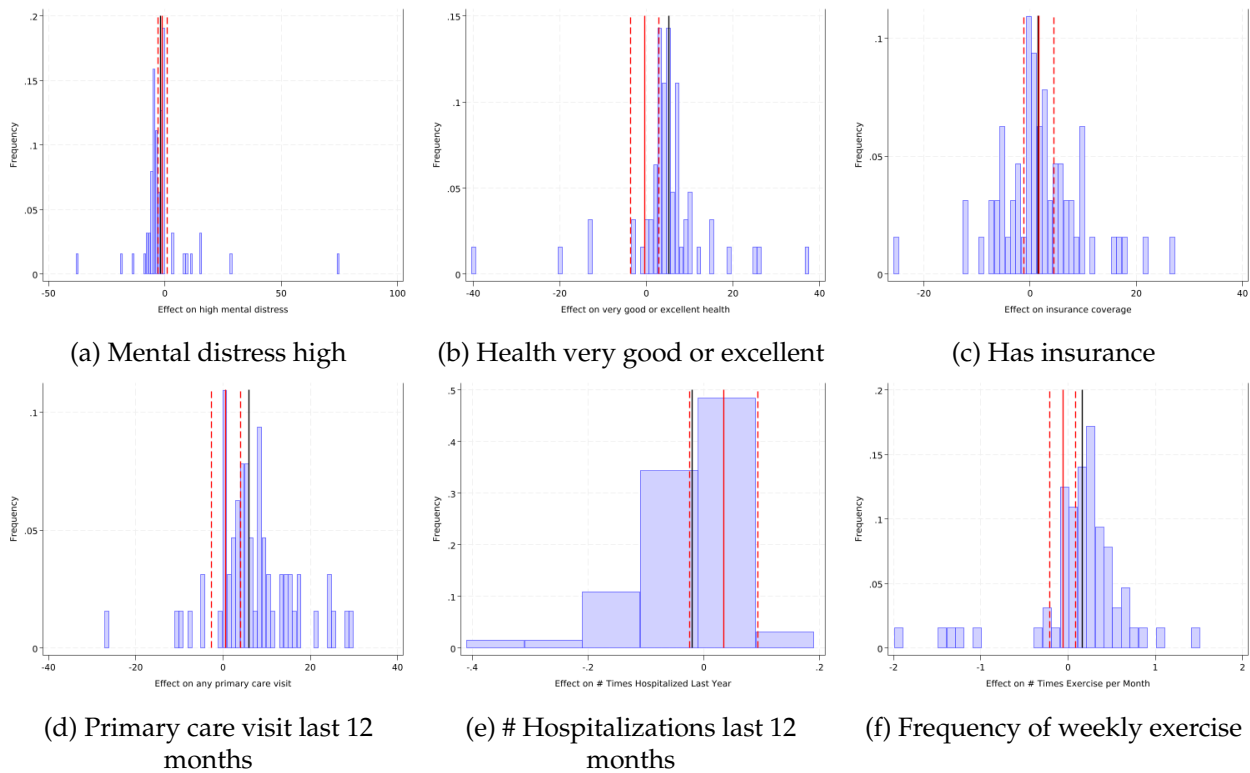 .2
.15
.1
.05
0
Frequency
-50
0
50
100
Effect on high mental distress
(a) Mental distress high
.15
.1
.05
0
Frequency
-40
-20
0
20
40
Effect on very good or excellent health
(b) Health very good or excellent
.1
.05
0
Frequency
-20
0
20
40
Effect on insurance coverage
(c) Has insurance
.1
.05
0
Frequency
-40
-20
0
20
40
Effect on any primary care visit
(d) Primary care visit last 12
months
.5
.4
.3
.2
.1
0
Frequency
-.4
-.2
0
.2
Effect on # Times Hospitalized Last Year
(e) # Hospitalizations last 12
months
.2
.15
.1
.05
0
Frequency
-2
-1
0
1
2
Effect on # Times Exercise per Month
(f) Frequency of weekly exercise